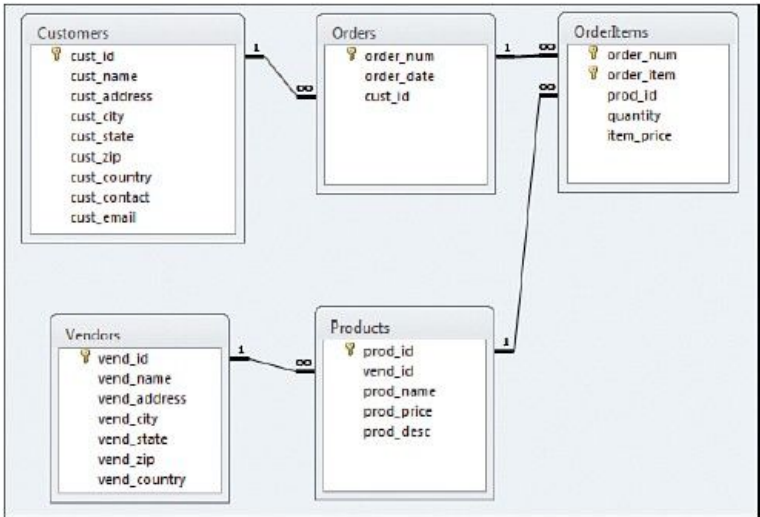 Customers
cust_id
cust_name
cust_address
cust_city
cust_state
cust_zip
cust_country
cust_contact
cust_email
1
∞
Orders
order_num
order_date
cust_id
1
∞
OrderItems
order_num
order_item
prod_id
quantity
item_price
∞
Vendors
vend_id
vend_name
vend_address
vend_city
vend_state
vend_zip
vend_country
1
∞
Products
prod_id
vend_id
prod_name
prod_price
prod_desc
1